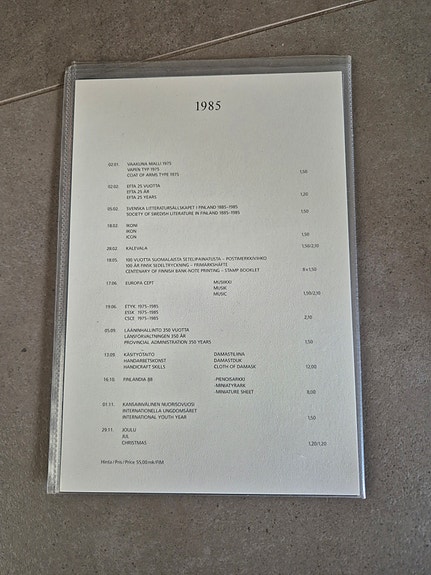 1985
02.01. VAAKUNA MALLI 1975
VAPEN TYP 1975
COAT OF ARMS TYPE 1975 1,50
02.02. EFTA 25 VUOTTA
EFTA 25 ÅR
EFTA 25 YEARS 1,20
05.02. SVENSKA LITTERATURSÄLLSKAPET I FINLAND 1885–1985
SOCIETY OF SWEDISH LITERATURE IN FINLAND 1885–1985 1,50
18.02. IKONI
IKON
ICON 1,50
28.02. KALEVALA 1,50/2,10
18.05. 100 VUOTTA SUOMALAISTA SETELIPAINATUSTA – POSTIMERKKIVIHKO
100 ÅR FINSK SEDELTRYCKNING – FRIMÄRKSHÄFTE
CENTENARY OF FINNISH BANK-NOTE PRINTING – STAMP BOOKLET 8×1,50
17.06. EUROPA CEPT MUSIIKKI
MUSIK
MUSIC 1,50/2,10
19.06. ETYK 1975–1985
ESSK 1975–1985
CSCE 1975–1985 2,10
05.09. LÄÄNINHALLINTO 350 VUOTTA
LÄNSFÖRVALTNINGEN 350 ÅR
PROVINCIAL ADMINISTRATION 350 YEARS 1,50
13.09. KÄSITYÖTAITO DAMASTILIINA
HANDARBETSKONST DAMASTDUK
HANDICRAFT SKILLS CLOTH OF DAMASK 12,00
16.10. FINLANDIA 88 -PIENOISARKKI
-MINIATYRARK
-MINIATURE SHEET 8,00
01.11. KANSAINVÄLINEN NUORISOVUOSI
INTERNATIONELLA UNGDOMSÅRET
INTERNATIONAL YOUTH YEAR 1,50
29.11. JOULU
JUL
CHRISTMAS 1,20/1,20
Hinta/Pris/Price 55,00 mk/FIM